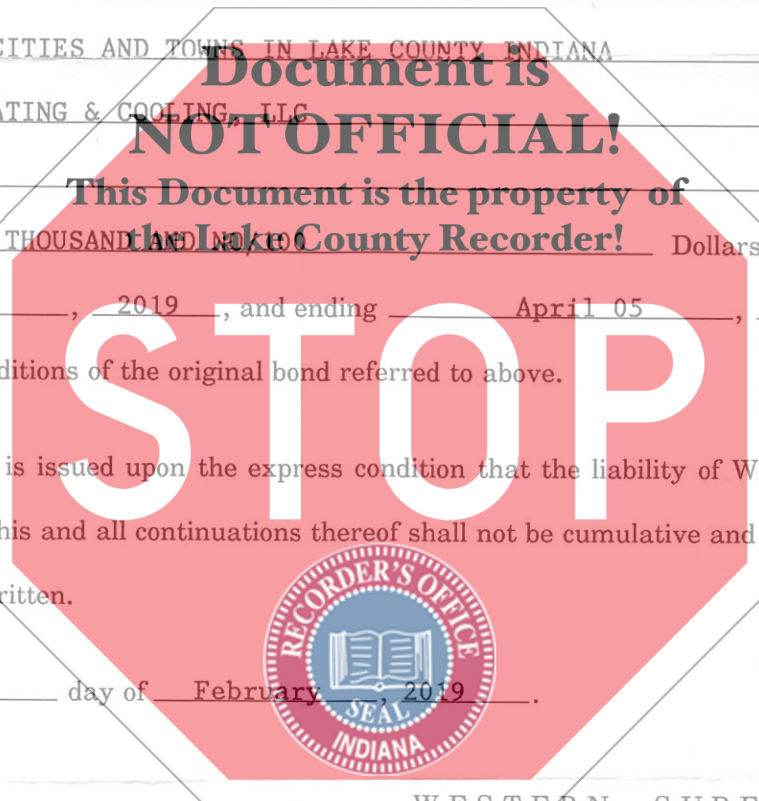 CITIES AND TOWNS IN LAKE COUNTY INDIANA
Document is
ATING & COOLING, LLC
NOT OFFICIAL!
This Document is the property of
the Lake County Recorder!
THOUSAND AND NO/100 Dollars
, 2019 , and ending April 05 ,
STOP
ditions of the original bond referred to above.
is issued upon the express condition that the liability of W
his and all continuations thereof shall not be cumulative and
ritten.
day of February , 2019 .
RECORDER'S OFFICE
SEAL
INDIANA
WESTERN SURE